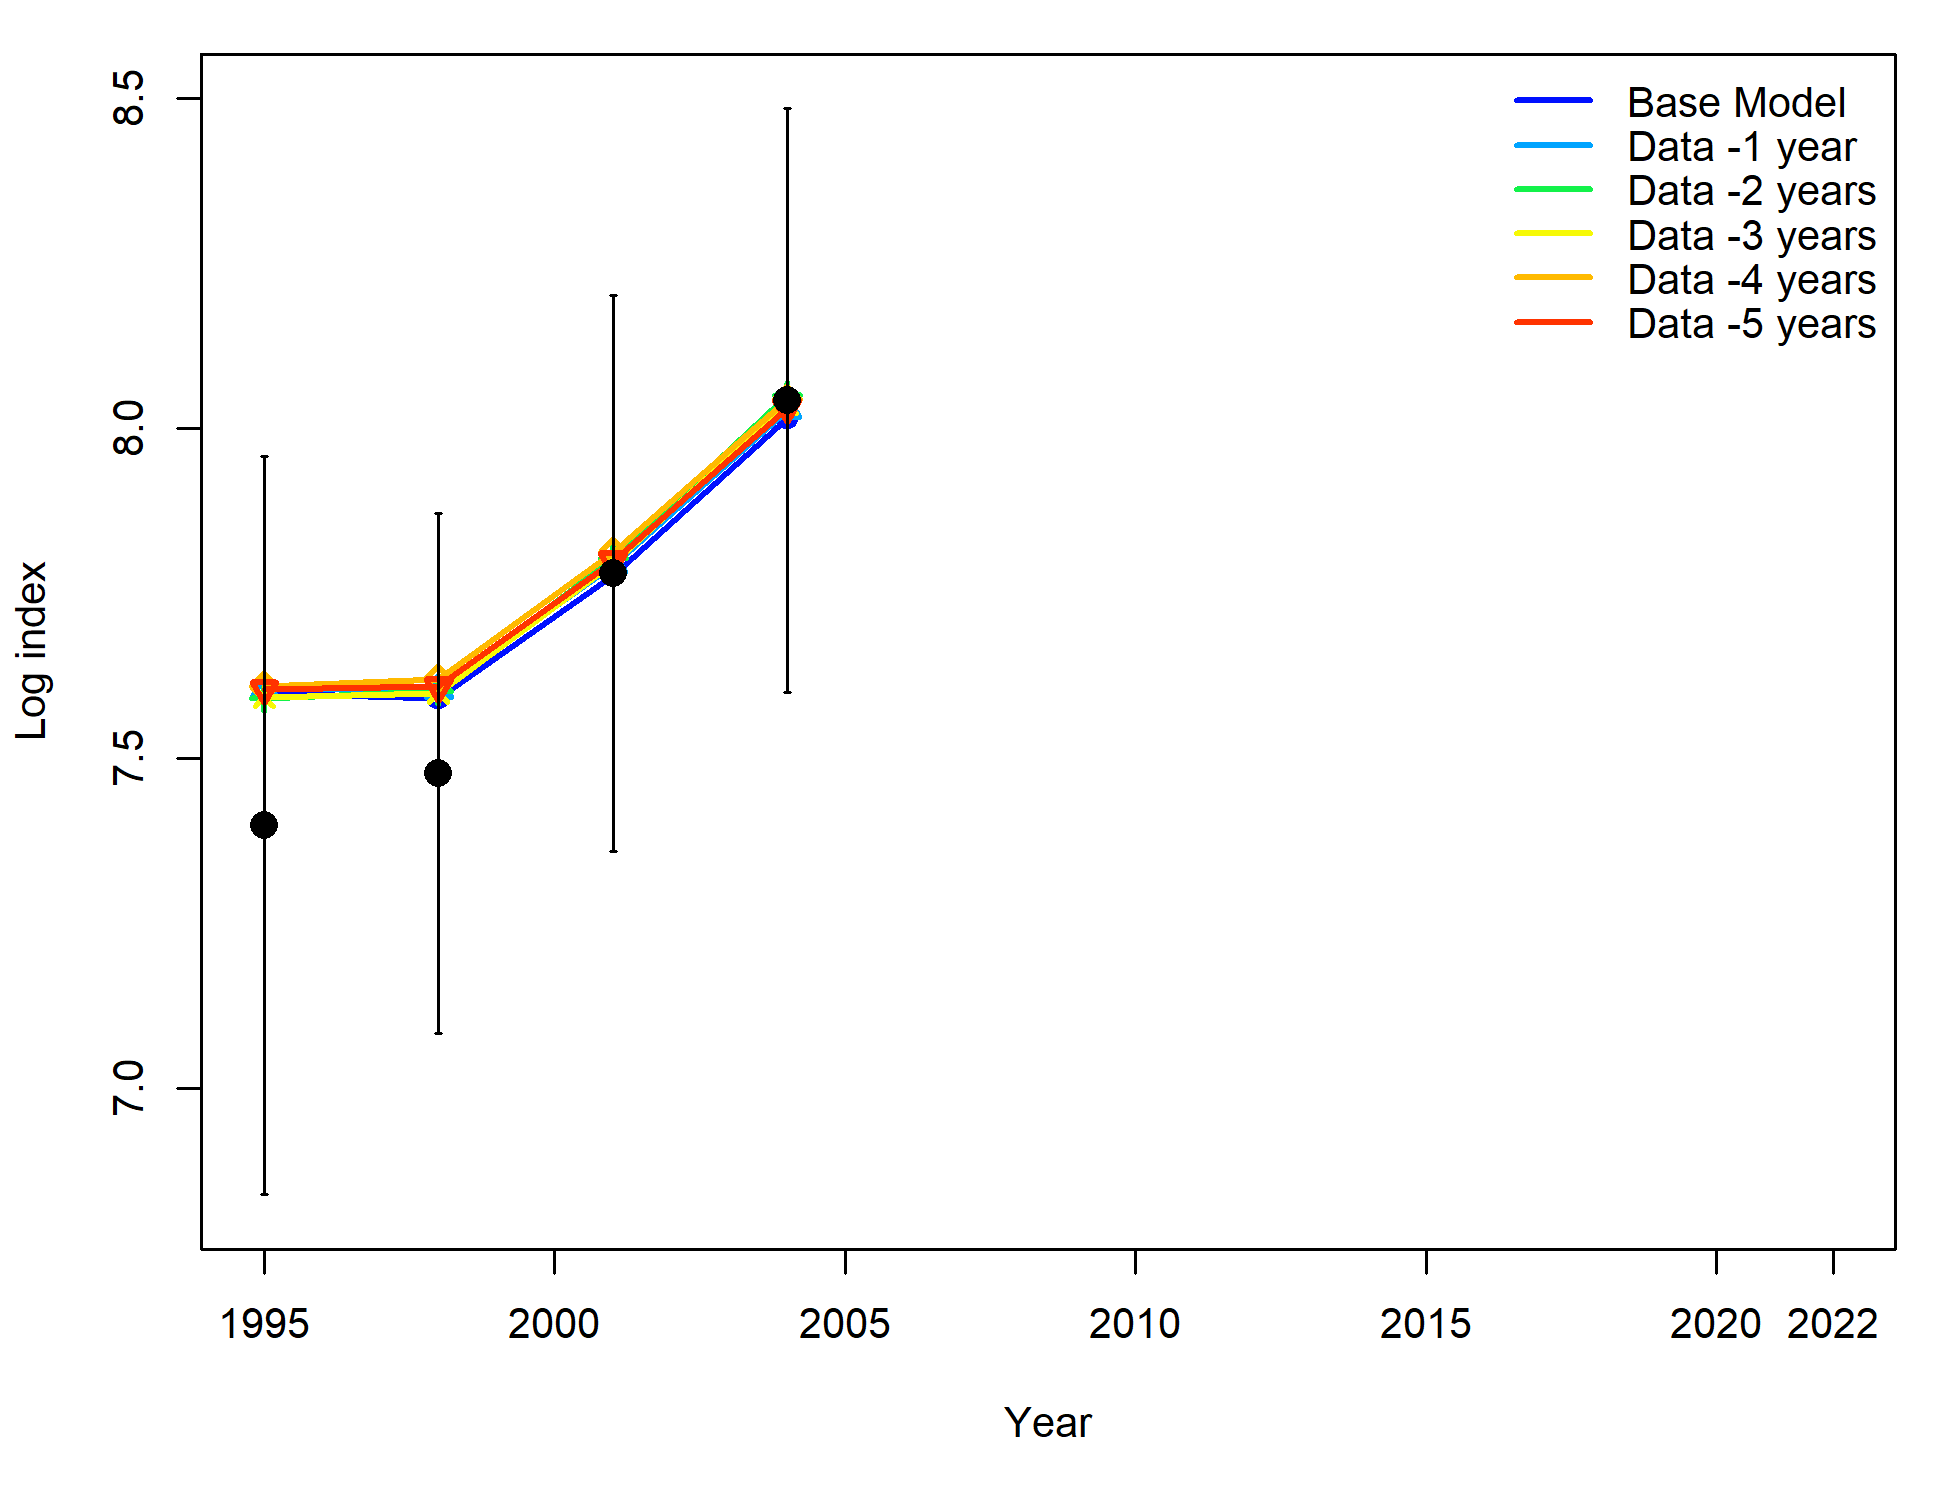 8.5
8.0
7.5
7.0
Log index
Base Model
Data -1 year
Data -2 years
Data -3 years
Data -4 years
Data -5 years
1995 2000 2005 2010 2015 2020 2022
Year